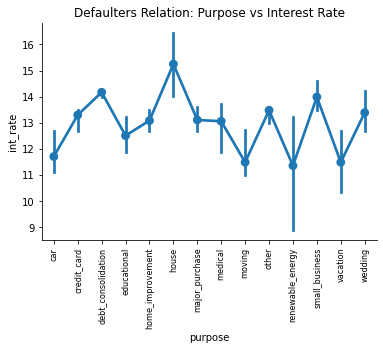 Defaulters Relation: Purpose vs Interest Rate
int_rate
16
15
14
13
12
11
10
9
car
credit_card
debt_consolidation
educational
home_improvement
house
major_purchase
medical
moving
other
renewable_energy
small_business
vacation
wedding
purpose